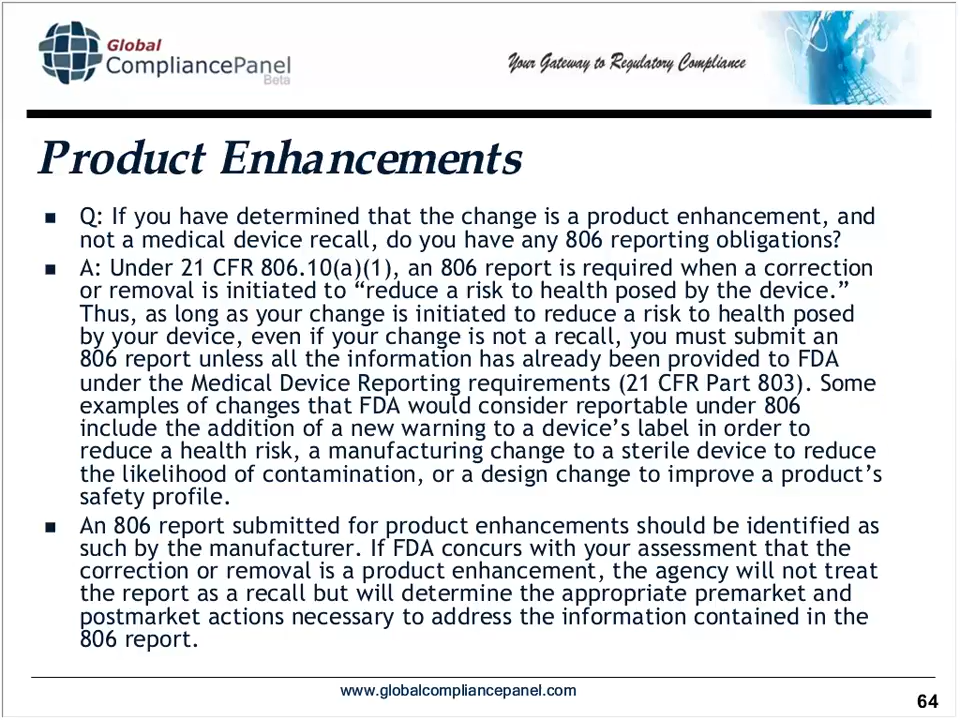 Global
CompliancePanel
Beta
Your Gateway to Regulatory Compliance
Product Enhancements
■ Q: If you have determined that the change is a product enhancement, and
not a medical device recall, do you have any 806 reporting obligations?
■ A: Under 21 CFR 806.10(a)(1), an 806 report is required when a correction
or removal is initiated to “reduce a risk to health posed by the device.”
Thus, as long as your change is initiated to reduce a risk to health posed
by your device, even if your change is not a recall, you must submit an
806 report unless all the information has already been provided to FDA
under the Medical Device Reporting requirements (21 CFR Part 803). Some
examples of changes that FDA would consider reportable under 806
include the addition of a new warning to a device’s label in order to
reduce a health risk, a manufacturing change to a sterile device to reduce
the likelihood of contamination, or a design change to improve a product’s
safety profile.
■ An 806 report submitted for product enhancements should be identified as
such by the manufacturer. If FDA concurs with your assessment that the
correction or removal is a product enhancement, the agency will not treat
the report as a recall but will determine the appropriate premarket and
postmarket actions necessary to address the information contained in the
806 report.
www.globalcompliancepanel.com
64